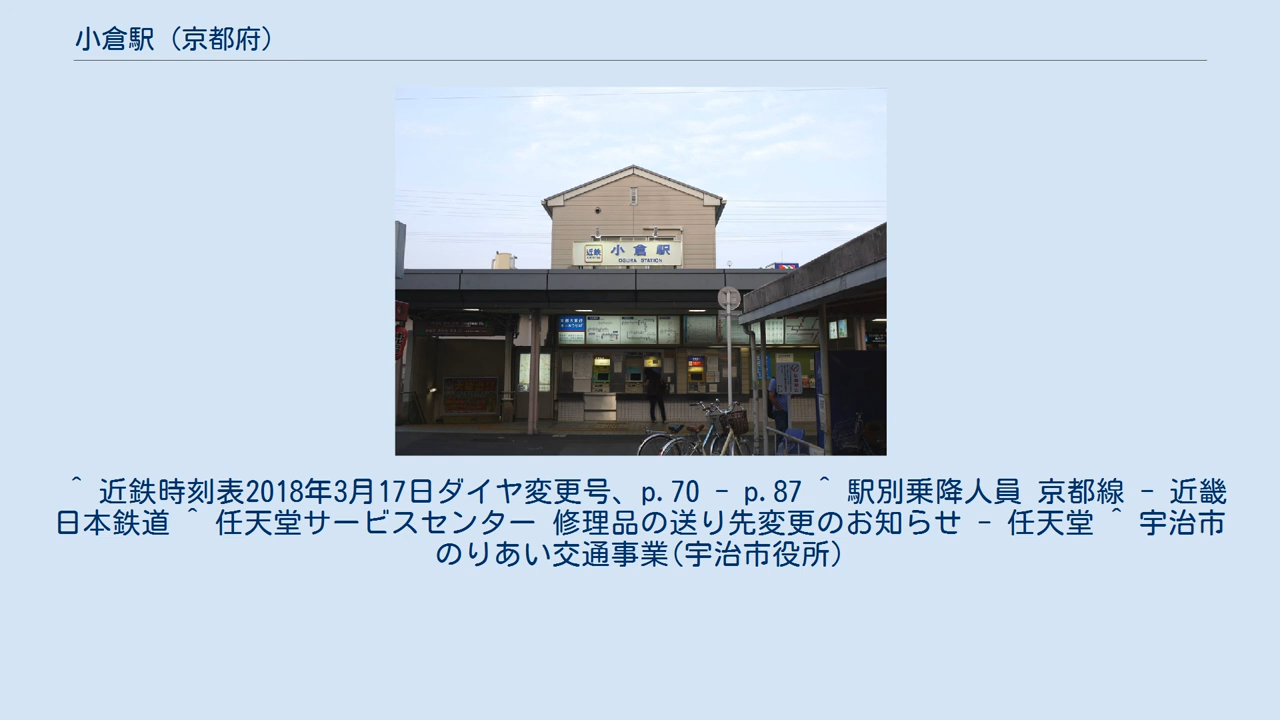 小倉駅（京都府）
近鉄
小倉駅
OGURA STATION
^ 近鉄時刻表2018年3月17日ダイヤ変更号、p.70 - p.87 ^ 駅別乗降人員 京都線 - 近畿
日本鉄道 ^ 任天堂サービスセンター 修理品の送り先変更のお知らせ - 任天堂 ^ 宇治市
のりあい交通事業(宇治市役所)